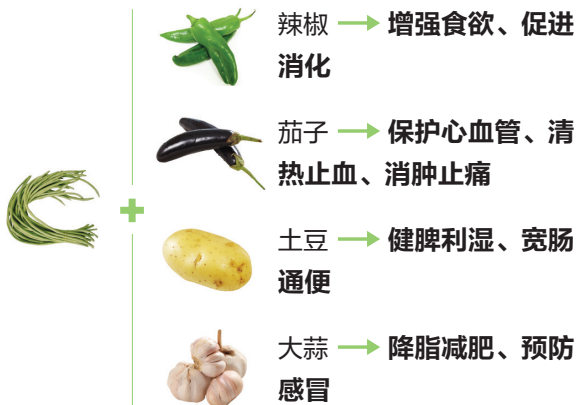 辣椒 → 增强食欲、促进
消化
茄子 → 保护心血管、清
热止血、消肿止痛
土豆 → 健脾利湿、宽肠
通便
大蒜 → 降脂减肥、预防
感冒